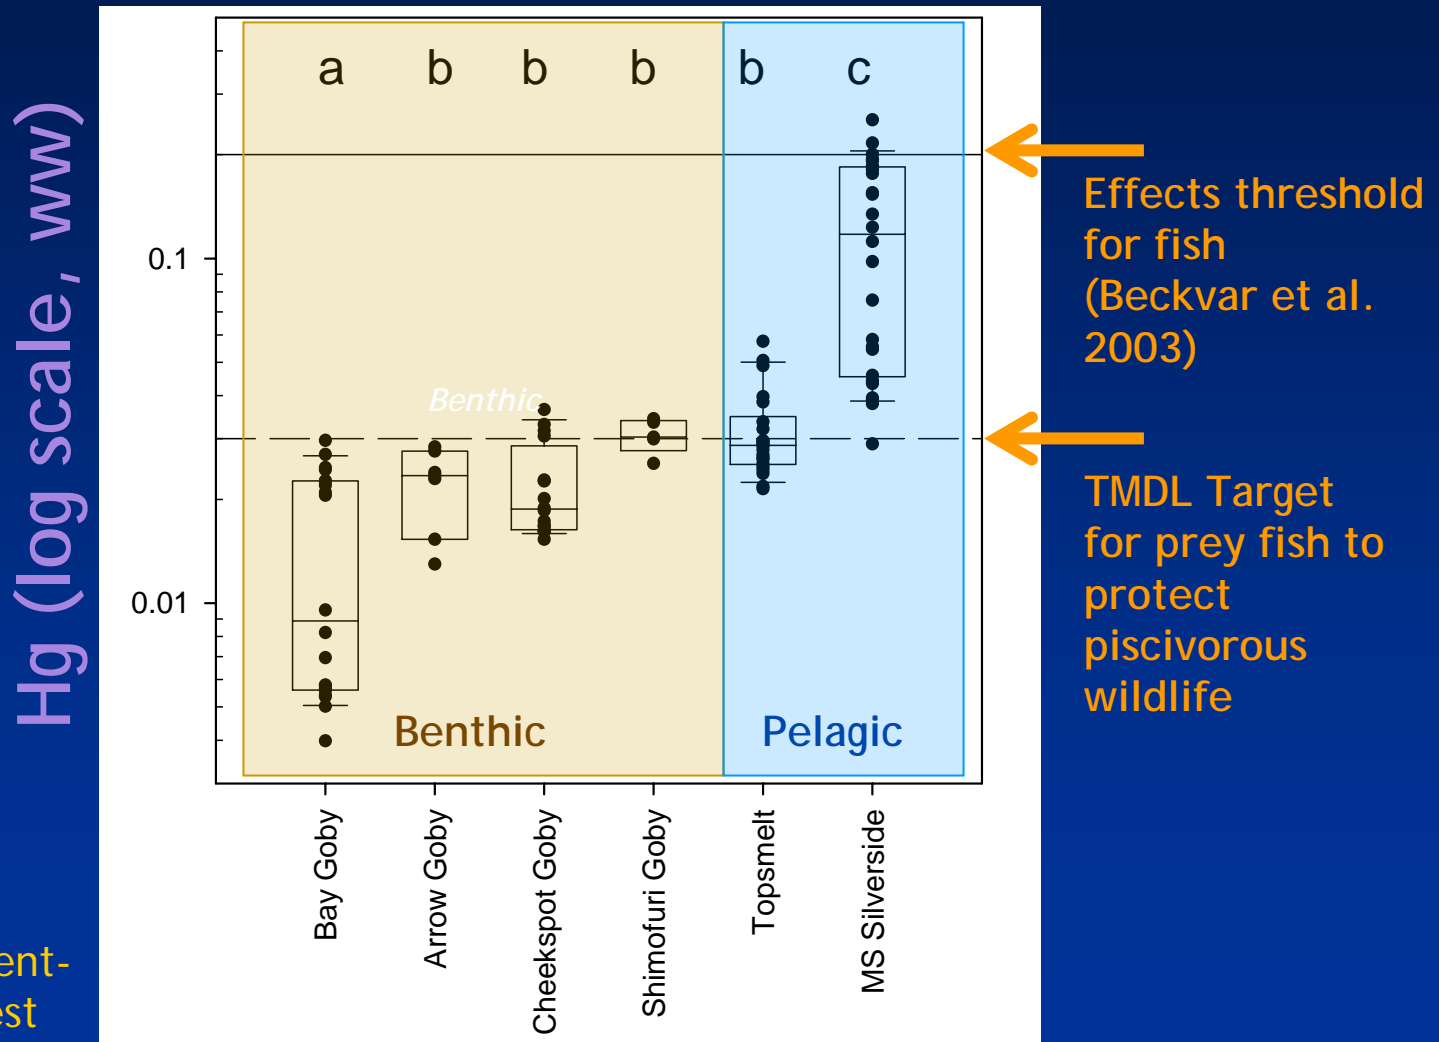 Hg (log scale, ww)
a b b b b c
0.1
0.01
Benthic
Benthic
Pelagic
Bay Goby
Arrow Goby
Cheekspot Goby
Shimofuri Goby
Topsmelt
MS Silverside
Effects threshold
for fish
(Beckvar et al.
2003)
TMDL Target
for prey fish to
protect
piscivorous
wildlife
ent-
est